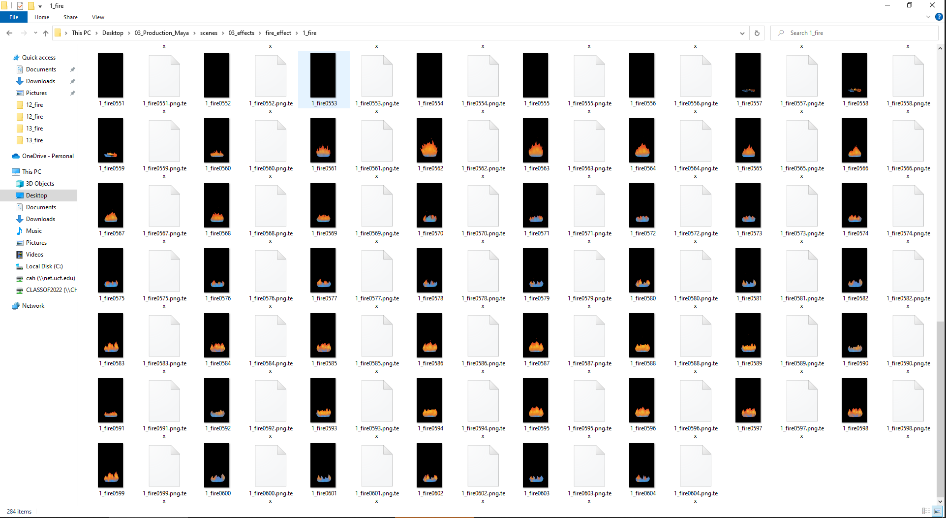 1_fire
File Home Share View
This PC > Desktop > 03_Production_Maya > scenes > 03_effects > fire_effect > 1_fire
Search 1_fire
Quick access
Documents
Downloads
Pictures
12_fire
12_fire
13_fire
13_fire
OneDrive - Personal
This PC
3D Objects
Desktop
Documents
Downloads
Music
Pictures
Videos
Local Disk (C:)
cab (\\net.ucf.edu)
CLASSOF2022 (\\CH
Network
x x x x x x x x
1_fire0551 1_fire0551.png.te 1_fire0552 1_fire0552.png.te 1_fire0553 1_fire0553.png.te 1_fire0554 1_fire0554.png.te 1_fire0555 1_fire0555.png.te 1_fire0556 1_fire0556.png.te 1_fire0557 1_fire0557.png.te 1_fire0558 1_fire0558.png.te
x x x x x x x x
1_fire0559 1_fire0559.png.te 1_fire0560 1_fire0560.png.te 1_fire0561 1_fire0561.png.te 1_fire0562 1_fire0562.png.te 1_fire0563 1_fire0563.png.te 1_fire0564 1_fire0564.png.te 1_fire0565 1_fire0565.png.te 1_fire0566 1_fire0566.png.te
x x x x x x x x
1_fire0567 1_fire0567.png.te 1_fire0568 1_fire0568.png.te 1_fire0569 1_fire0569.png.te 1_fire0570 1_fire0570.png.te 1_fire0571 1_fire0571.png.te 1_fire0572 1_fire0572.png.te 1_fire0573 1_fire0573.png.te 1_fire0574 1_fire0574.png.te
x x x x x x x x
1_fire0575 1_fire0575.png.te 1_fire0576 1_fire0576.png.te 1_fire0577 1_fire0577.png.te 1_fire0578 1_fire0578.png.te 1_fire0579 1_fire0579.png.te 1_fire0580 1_fire0580.png.te 1_fire0581 1_fire0581.png.te 1_fire0582 1_fire0582.png.te
x x x x x x x x
1_fire0583 1_fire0583.png.te 1_fire0584 1_fire0584.png.te 1_fire0585 1_fire0585.png.te 1_fire0586 1_fire0586.png.te 1_fire0587 1_fire0587.png.te 1_fire0588 1_fire0588.png.te 1_fire0589 1_fire0589.png.te 1_fire0590 1_fire0590.png.te
x x x x x x x x
1_fire0591 1_fire0591.png.te 1_fire0592 1_fire0592.png.te 1_fire0593 1_fire0593.png.te 1_fire0594 1_fire0594.png.te 1_fire0595 1_fire0595.png.te 1_fire0596 1_fire0596.png.te 1_fire0597 1_fire0597.png.te 1_fire0598 1_fire0598.png.te
x x x x x x x x
1_fire0599 1_fire0599.png.te 1_fire0600 1_fire0600.png.te 1_fire0601 1_fire0601.png.te 1_fire0602 1_fire0602.png.te 1_fire0603 1_fire0603.png.te 1_fire0604 1_fire0604.png.te
x x x x x x
284 items